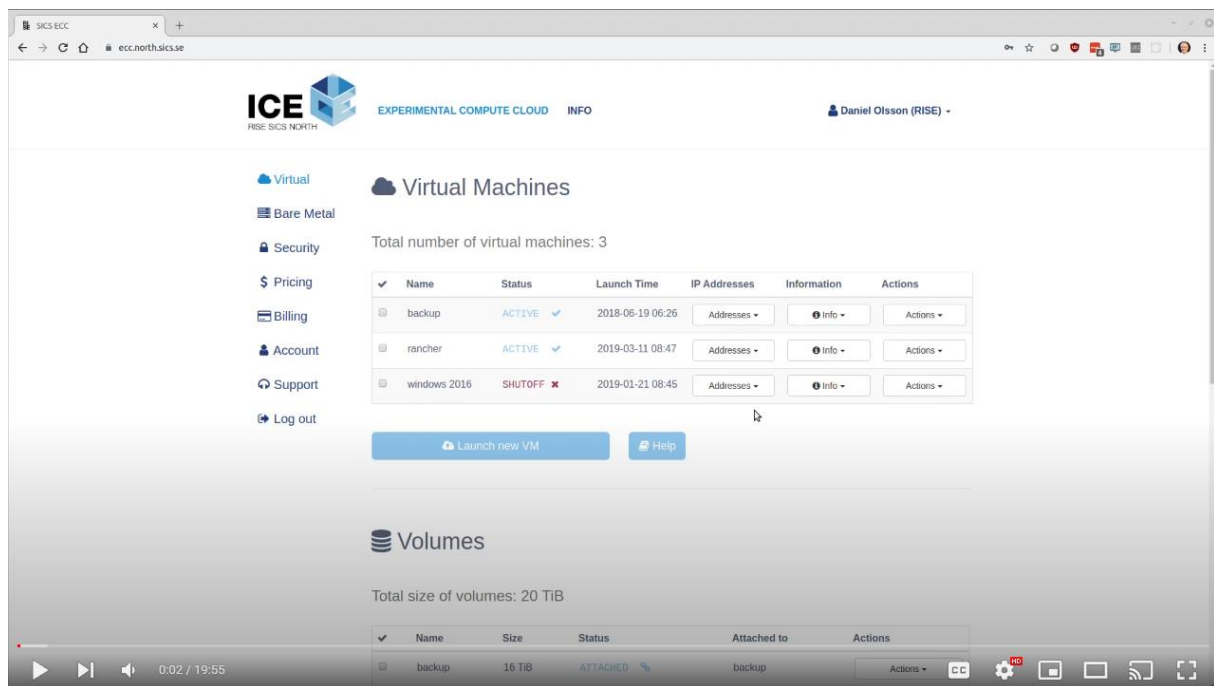 SICS ECC
ecc.north.sics.se
ICE
RISE SICS NORTH
EXPERIMENTAL COMPUTE CLOUD INFO Daniel Olsson (RISE)
Virtual
Bare Metal
Security
Pricing
Billing
Account
Support
Log out
Virtual Machines
Total number of virtual machines: 3
Name Status Launch Time IP Addresses Information Actions
backup ACTIVE 2018-06-19 06:26 Addresses Info Actions
rancher ACTIVE 2019-03-11 08:47 Addresses Info Actions
windows 2016 SHUTOFF 2019-01-21 08:45 Addresses Info Actions
Launch new VM Help
Volumes
Total size of volumes: 20 TiB
Name Size Status Attached to Actions
backup 16 TiB ATTACHED backup Actions
0:02 / 19:55 CC HD